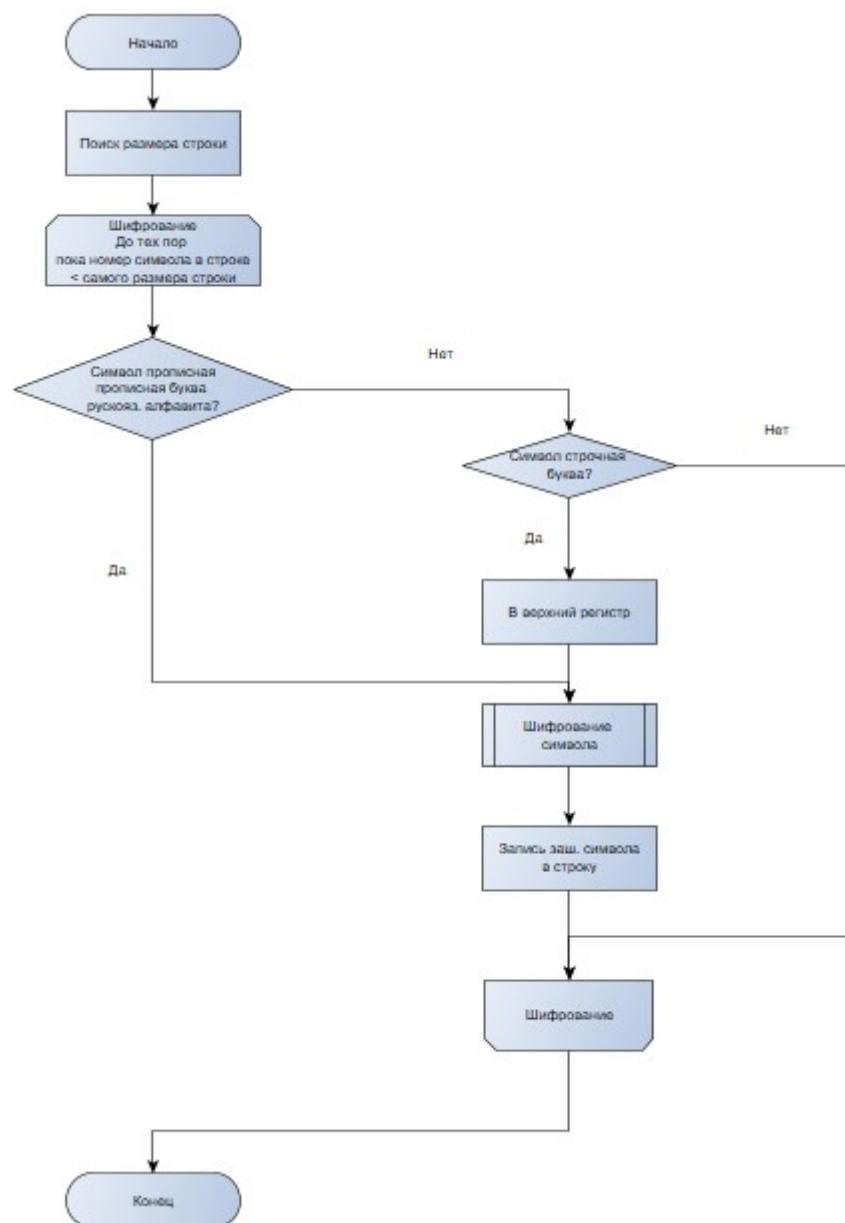 Начало
Поиск размера строки
Шифрование
До тех пор
пока номер символа в строке
< самого размера строки
Символ прописная
прописная буква
рускояз. алфавита?
Нет
Символ строчная
буква?
Нет
Да
Да
В верхний регистр
Шифрование
символа
Запись заш. символа
в строку
Шифрование
Конец